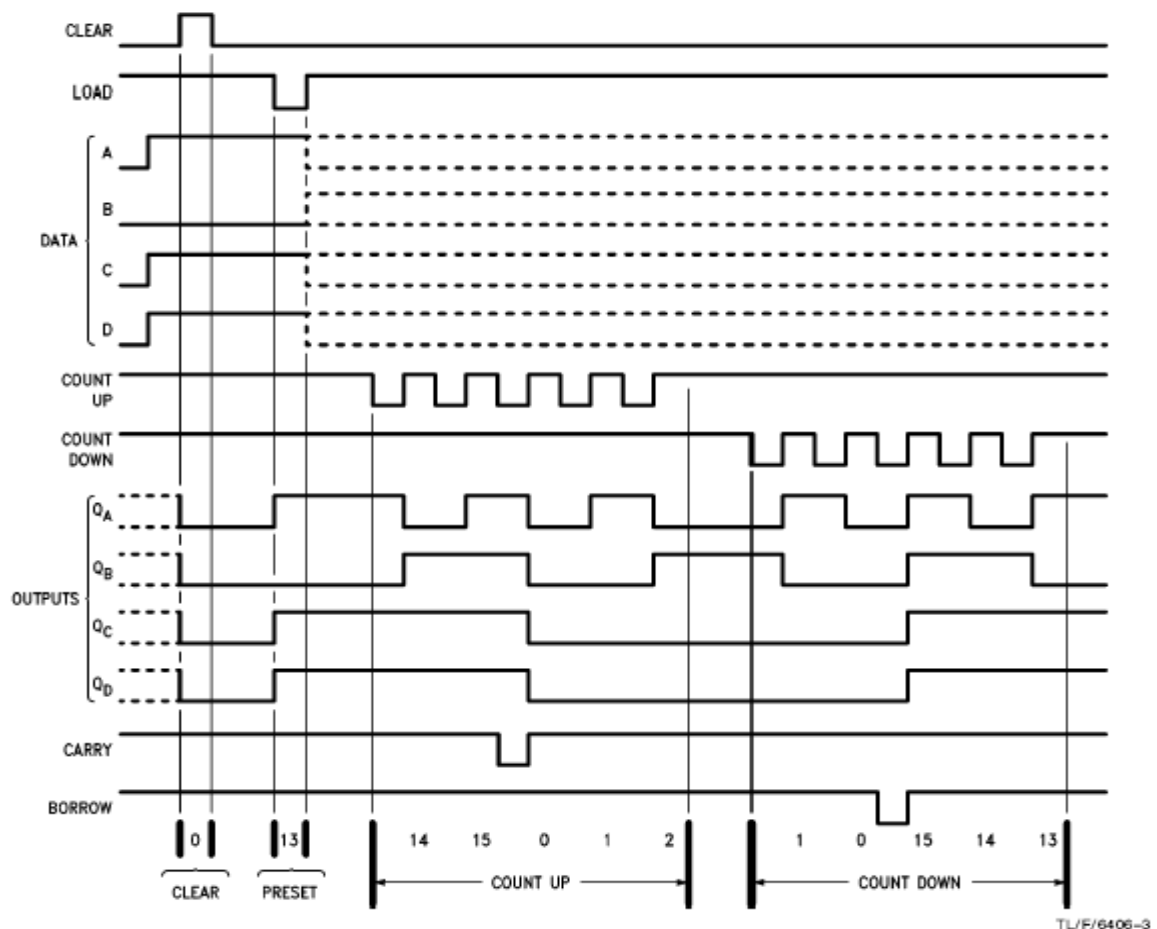 CLEAR
LOAD
A
B
DATA
C
D
COUNT
UP
COUNT
DOWN
QA
QB
OUTPUTS
QC
QD
CARRY
BORROW
0 13 14 15 0 1 2 1 0 15 14 13
CLEAR PRESET COUNT UP COUNT DOWN
TL/F/6406-3